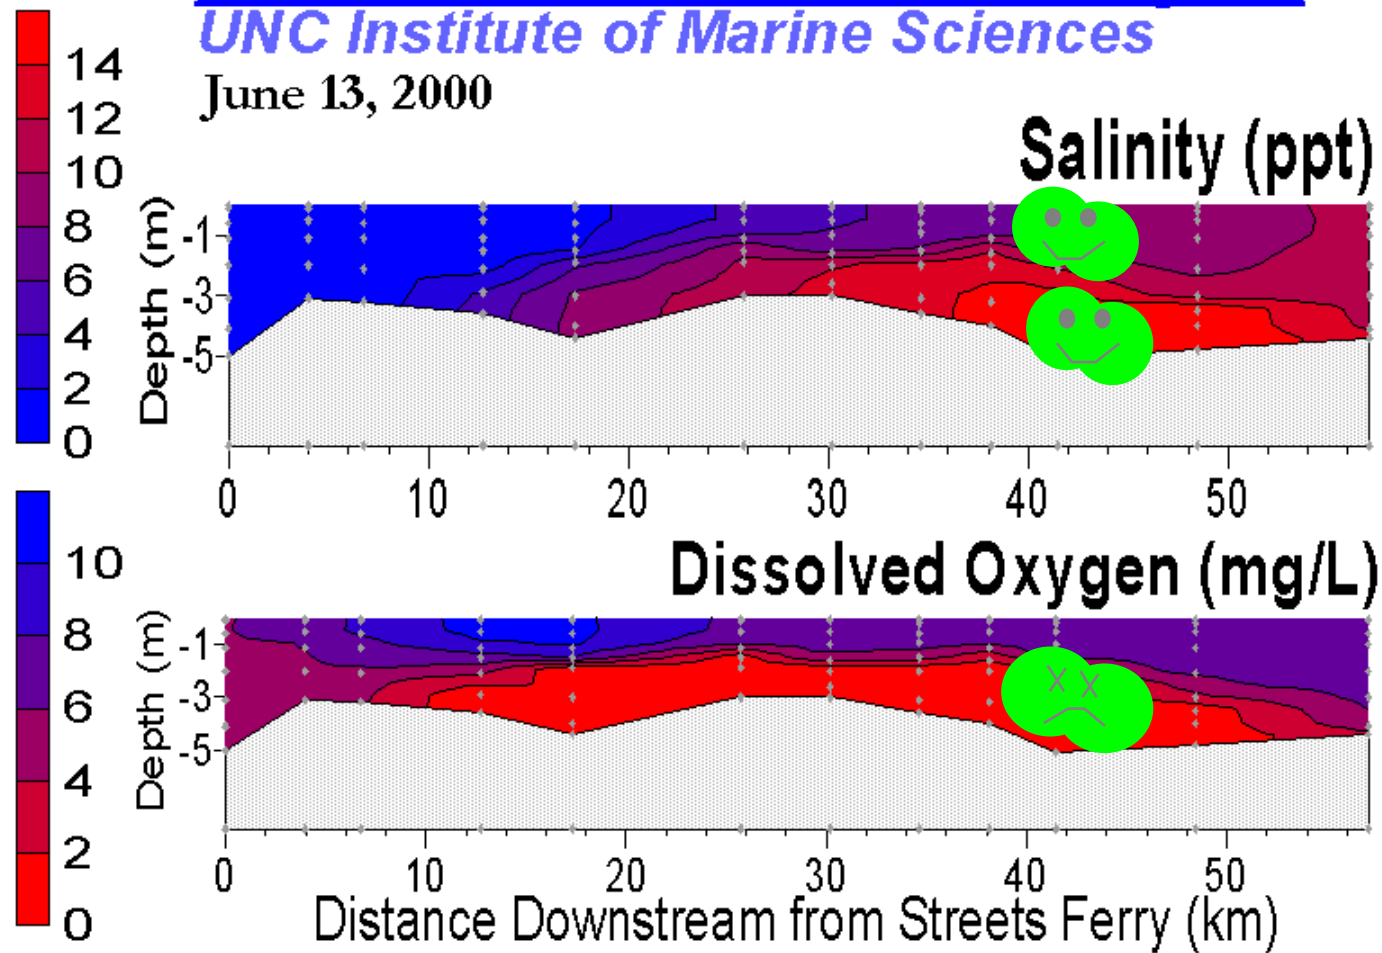 UNC Institute of Marine Sciences
June 13, 2000
Salinity (ppt)
14
12
10
8
6
4
2
0
Depth (m)
-1
-3
-5
0 10 20 30 40 50
Dissolved Oxygen (mg/L)
10
8
6
4
2
0
Depth (m)
-1
-3
-5
0 10 20 30 40 50
Distance Downstream from Streets Ferry (km)